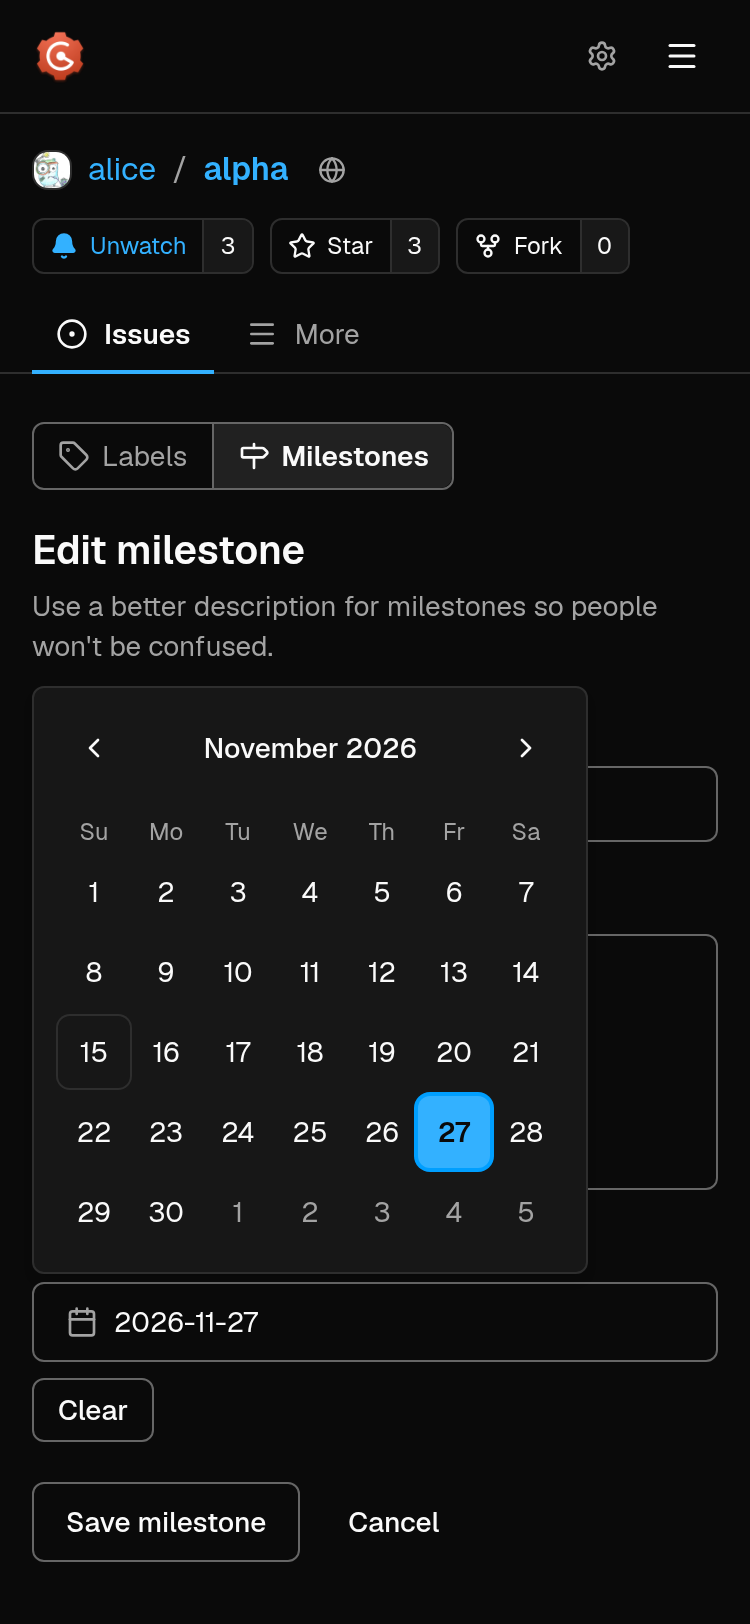 alice / alpha
Unwatch 3 Star 3 Fork 0
Issues More
Labels Milestones
Edit milestone
Use a better description for milestones so people
won't be confused.
November 2026
Su Mo Tu We Th Fr Sa
1 2 3 4 5 6 7
8 9 10 11 12 13 14
15 16 17 18 19 20 21
22 23 24 25 26 27 28
29 30 1 2 3 4 5
2026-11-27
Clear
Save milestone Cancel